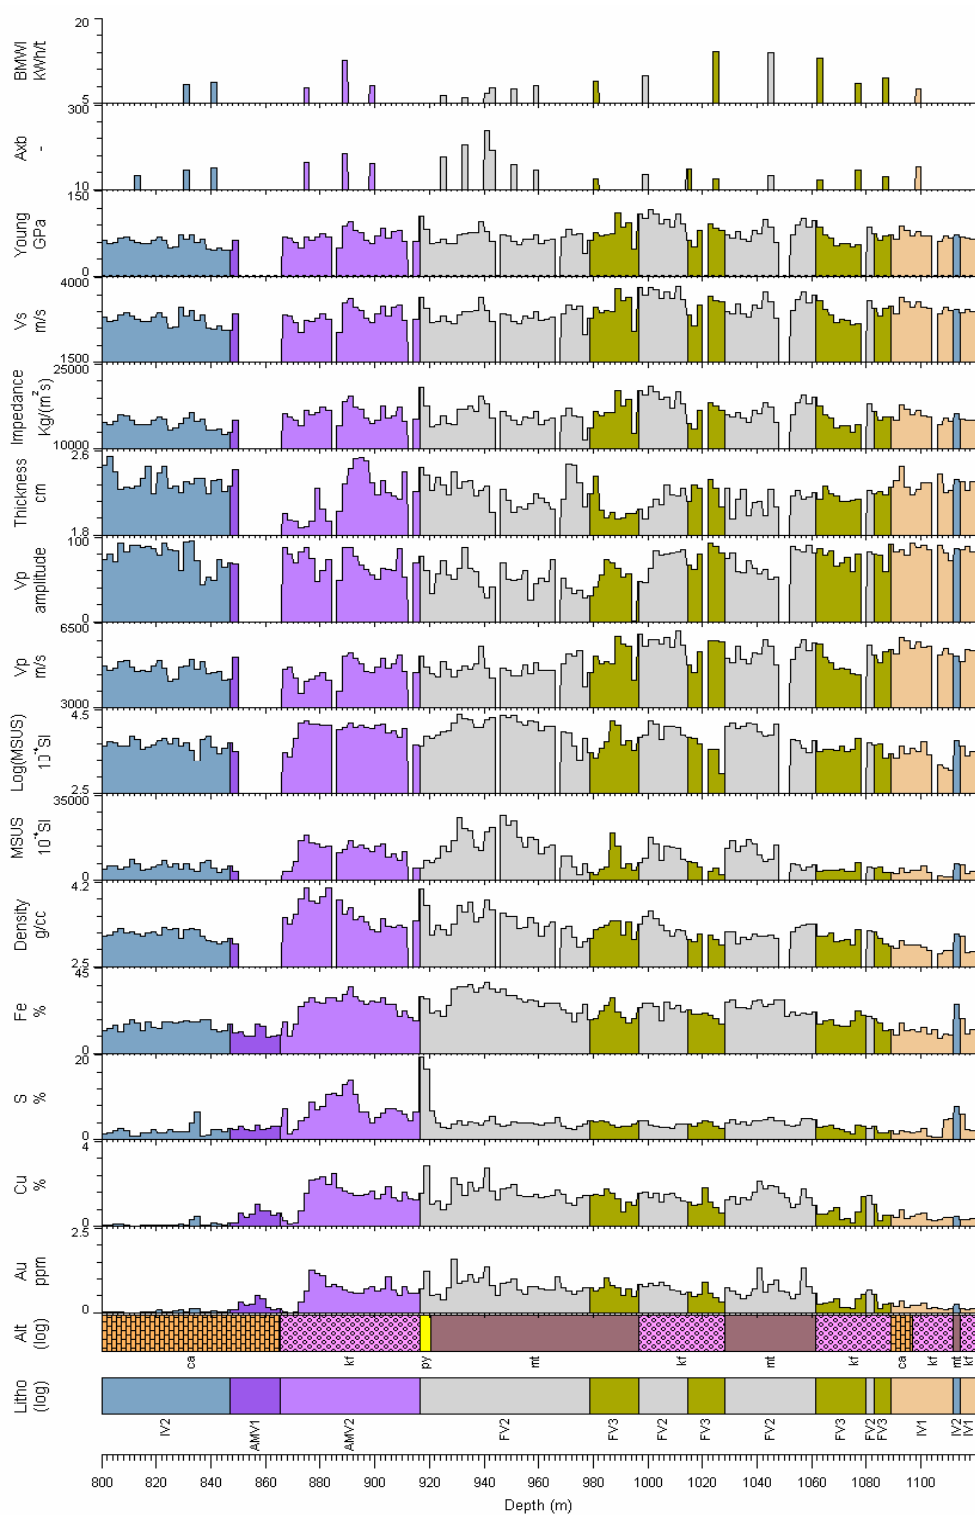 20
BMWI
kWh/t
5
300
Axb
-
10
150
Young
GPa
0
4000
Vs
m/s
1500
25000
Impedance
Kg/(m²s)
10000
2.6
Thickness
cm
1.8
100
Vp
amplitude
0
6500
Vp
m/s
3000
4.5
Log(MSUS)
10⁻⁴SI
2.5
35000
MSUS
10⁻⁴SI
0
4.2
Density
g/cc
2.5
45
Fe
%
0
20
S
%
0
4
Cu
%
0
2.5
Au
ppm
0
Alt
(log)
ca kf py mt kf mt kf ca kf mt kf
Litho
(log)
IV2 AMV1 AMV2 FV2 FV3 FV2 FV3 FV2 FV3 FV2 FV3 IV1 IV2 IV1
800 820 840 860 880 900 920 940 960 980 1000 1020 1040 1060 1080 1100
Depth (m)